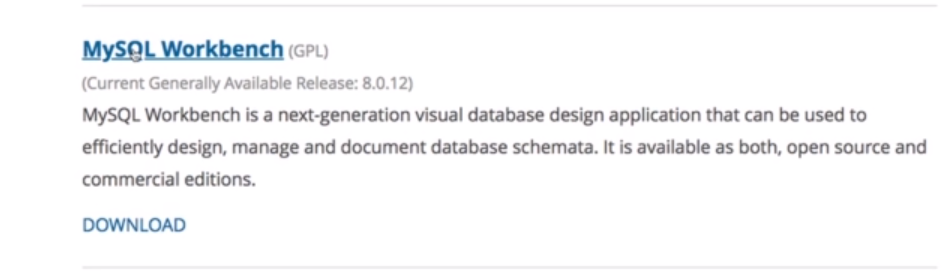 MySQL Workbench (GPL)
(Current Generally Available Release: 8.0.12)
MySQL Workbench is a next-generation visual database design application that can be used to
efficiently design, manage and document database schemata. It is available as both, open source and
commercial editions.
DOWNLOAD